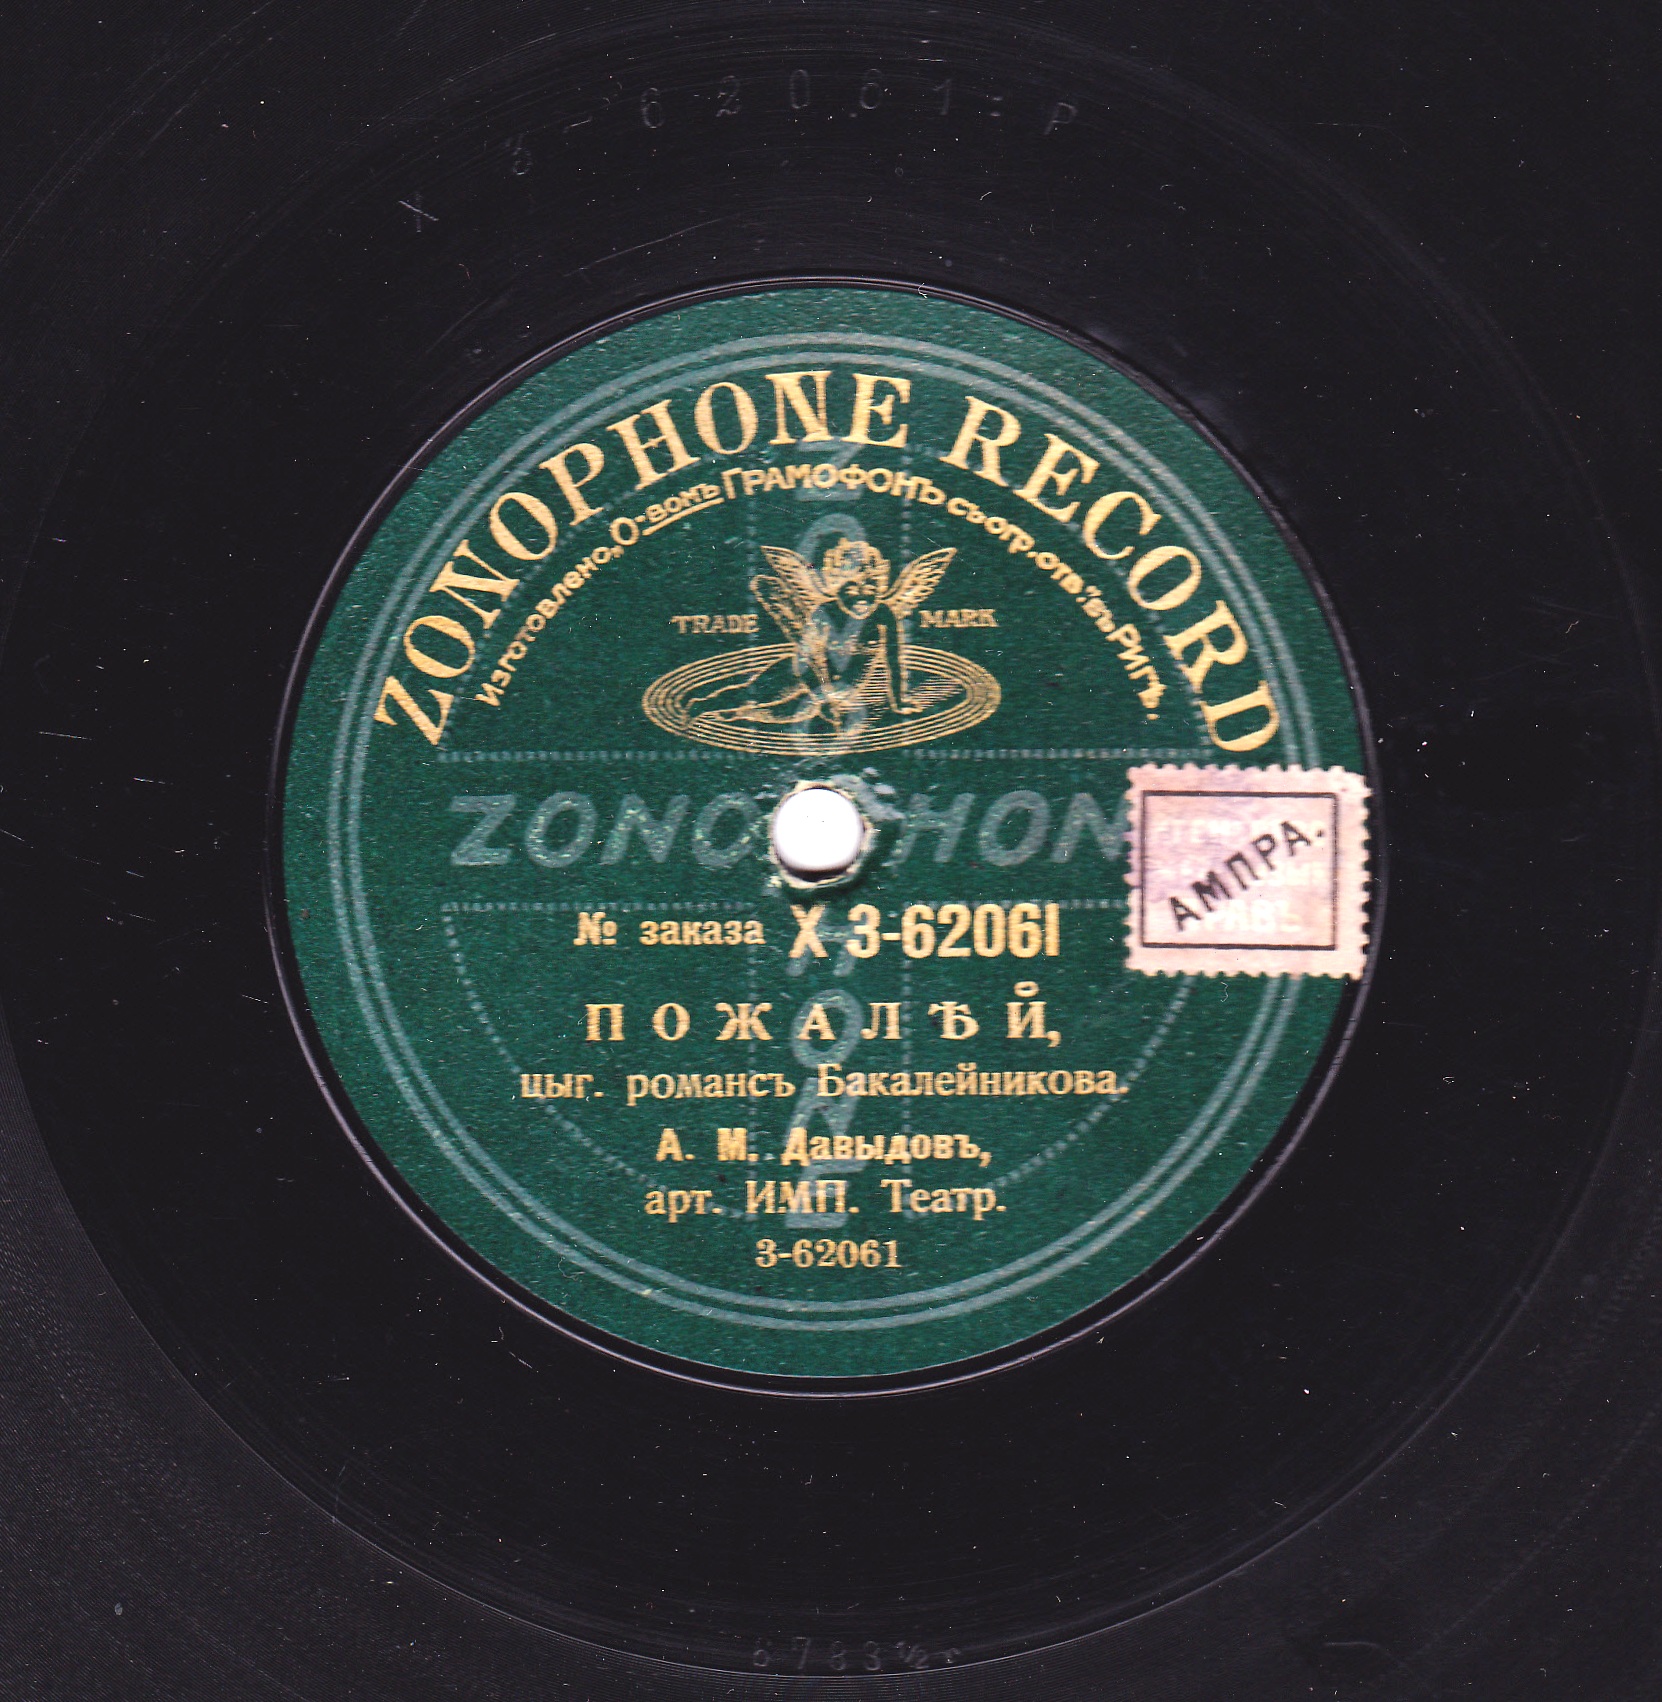 X 3-62061.P
ZONOPHONE RECORD
Изготовлено „О-вомъ ГРАМОФОНЪ съ огр. отв.“ въ Ригѣ.
TRADE MARK
№ заказа X 3-62061
АМПРА.
ПОЖАЛѢЙ,
цыг. романсъ Бакалейникова.
А. М. Давыдовъ,
арт. ИМП. Театр.
3-62061